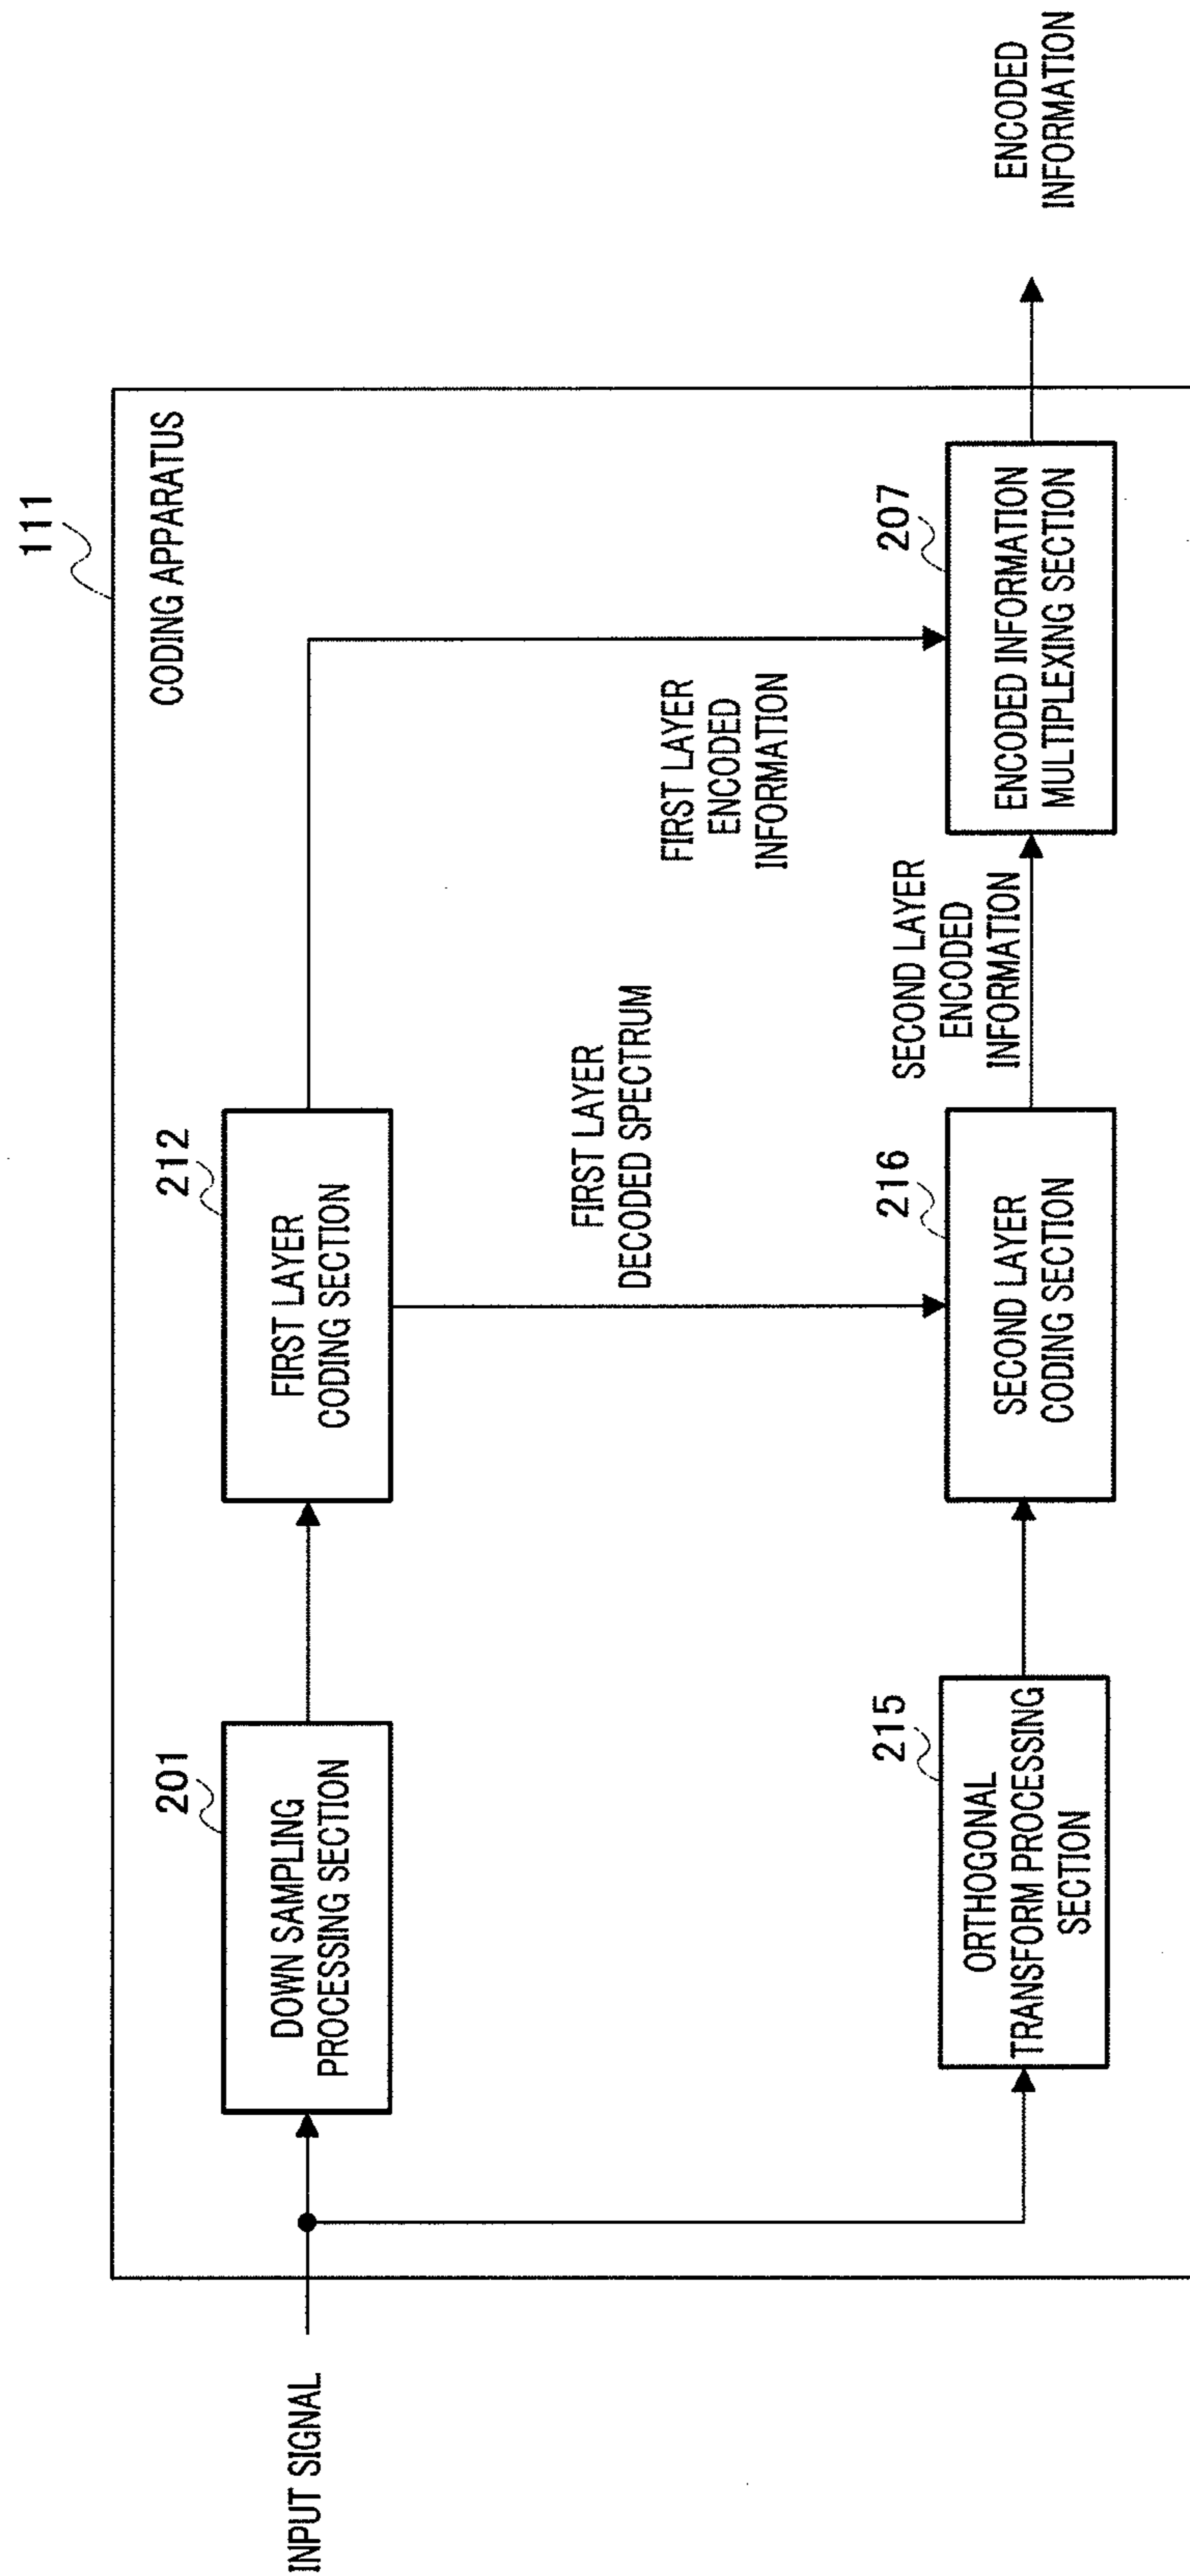 111
CODING APPARATUS
INPUT SIGNAL
201
DOWN SAMPLING
PROCESSING SECTION
212
FIRST LAYER
CODING SECTION
FIRST LAYER
DECODED SPECTRUM
FIRST LAYER
ENCODED
INFORMATION
215
ORTHOGONAL
TRANSFORM PROCESSING
SECTION
216
SECOND LAYER
CODING SECTION
SECOND LAYER
ENCODED
INFORMATION
207
ENCODED INFORMATION
MULTIPLEXING SECTION
ENCODED
INFORMATION